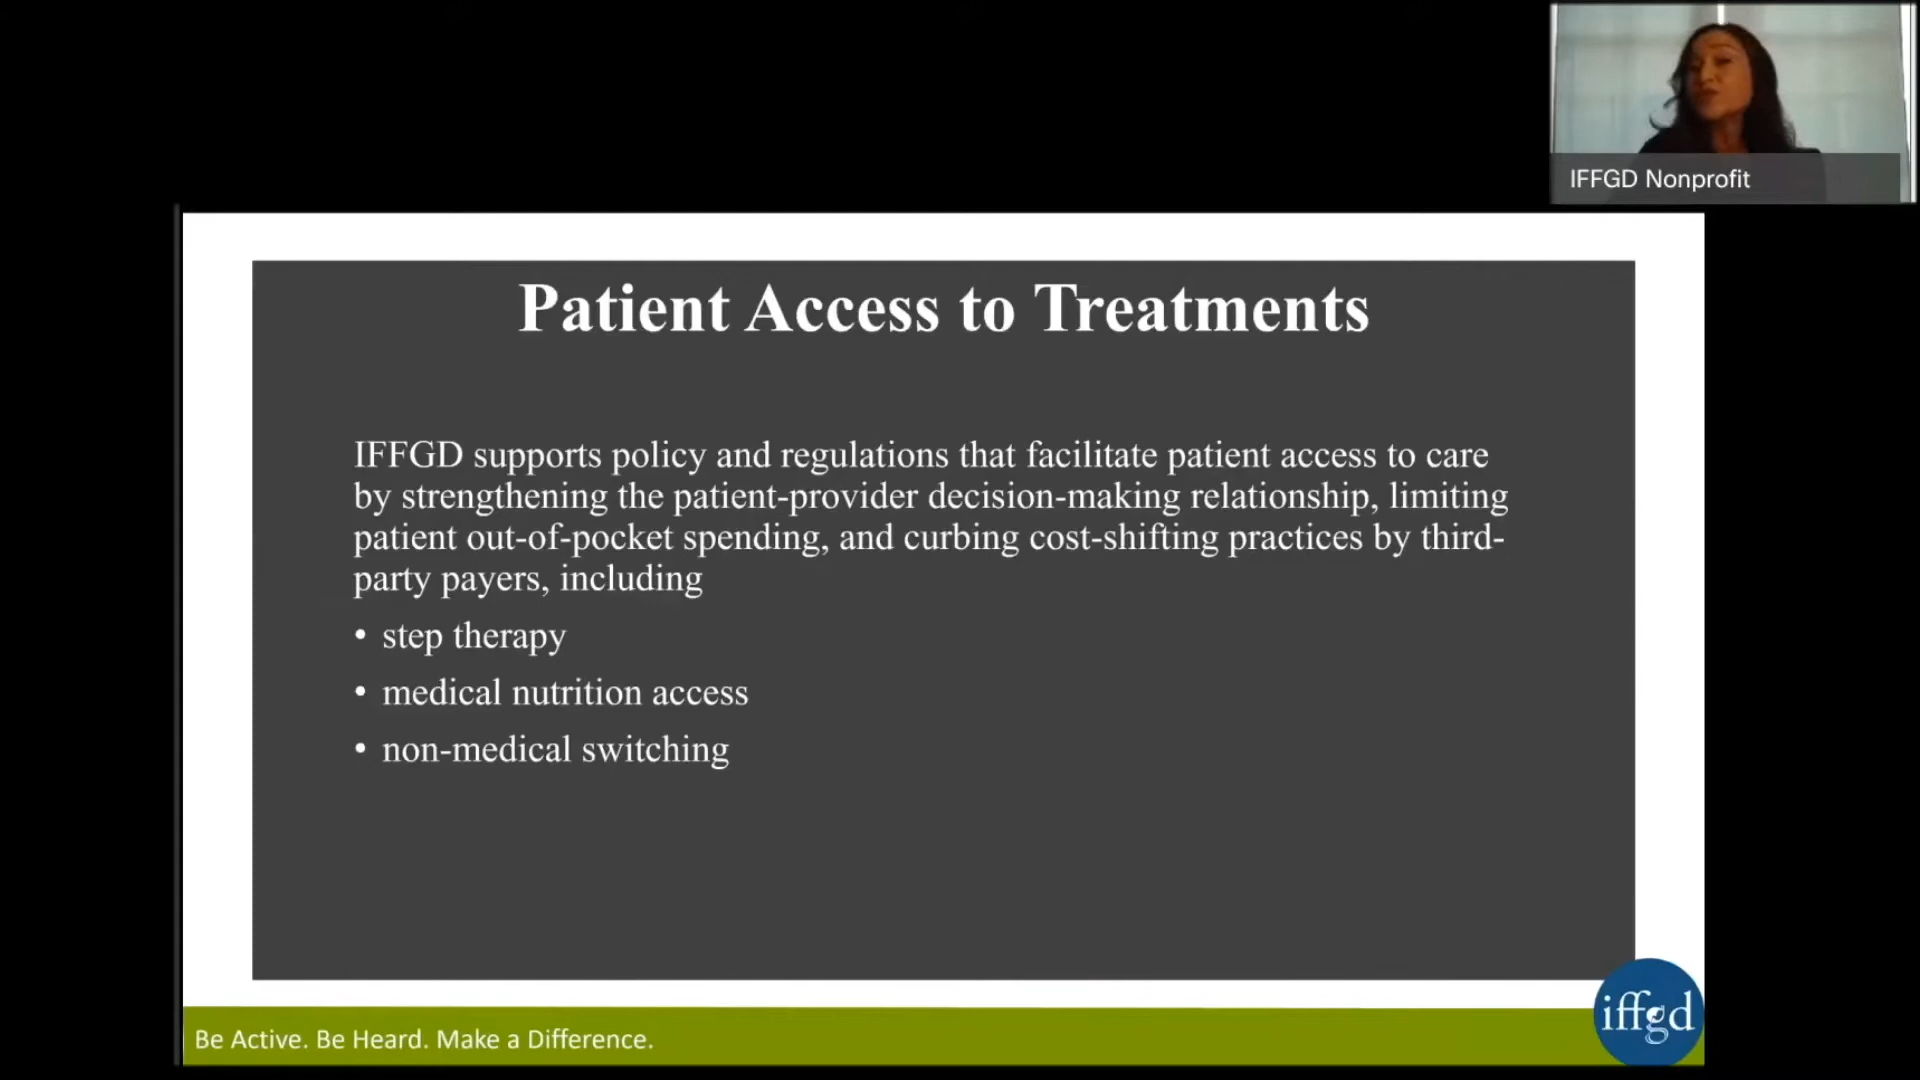 IFFGD Nonprofit
Patient Access to Treatments
IFFGD supports policy and regulations that facilitate patient access to care
by strengthening the patient-provider decision-making relationship, limiting
patient out-of-pocket spending, and curbing cost-shifting practices by third-
party payers, including
• step therapy
• medical nutrition access
• non-medical switching
Be Active. Be Heard. Make a Difference.
iffgd